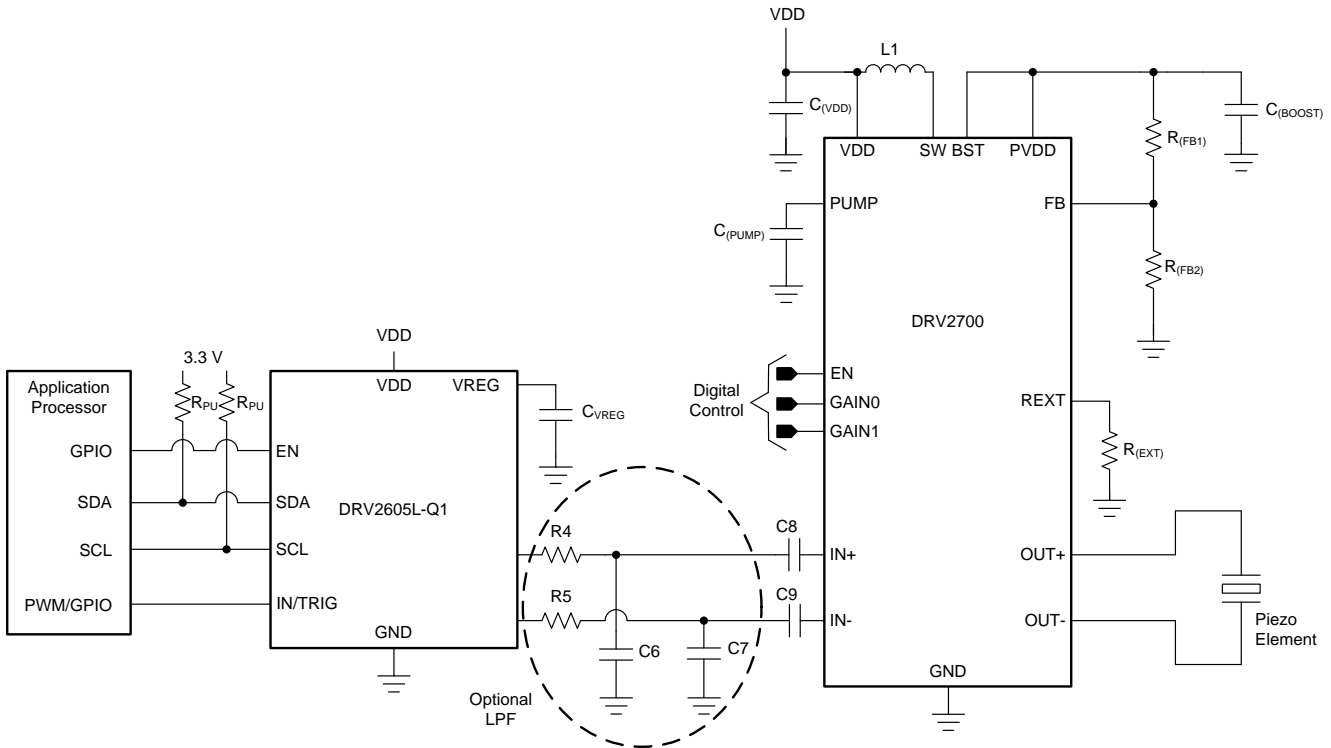 VDD
L1
C(VDD)
C(BOOST)
R(FB1)
VDD
SW
BST
PVDD
PUMP
FB
C(PUMP)
R(FB2)
DRV2700
VDD
3.3 V
Application
Processor
RPU
RPU
VDD
VREG
CVREG
Digital
Control
EN
GAIN0
GAIN1
REXT
R(EXT)
GPIO
EN
SDA
SDA
DRV2605L-Q1
SCL
SCL
R4
C8
IN+
OUT+
PWM/GPIO
IN/TRIG
R5
C9
IN-
OUT-
Piezo
Element
GND
C6
C7
GND
Optional
LPF